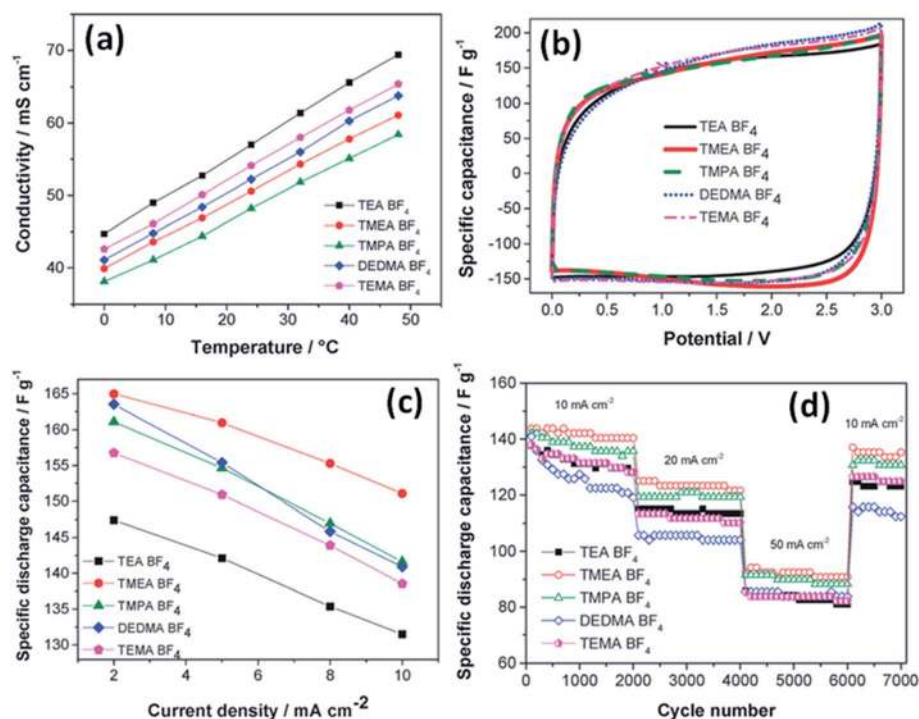 (a)
Conductivity / mS cm⁻¹
70
60
50
40
TEA BF₄
TMEA BF₄
TMPA BF₄
DEDMA BF₄
TEMA BF₄
0 10 20 30 40 50
Temperature / °C
(b)
Specific capacitance / F g⁻¹
200
150
100
50
0
-50
-100
-150
TEA BF₄
TMEA BF₄
TMPA BF₄
DEDMA BF₄
TEMA BF₄
0.0 0.5 1.0 1.5 2.0 2.5 3.0
Potential / V
(c)
Specific discharge capacitance / F g⁻¹
165
160
155
150
145
140
135
130
TEA BF₄
TMEA BF₄
TMPA BF₄
DEDMA BF₄
TEMA BF₄
2 4 6 8 10
Current density / mA cm⁻²
(d)
Specific discharge capacitance / F g⁻¹
160
140
120
100
80
60
10 mA cm⁻²
20 mA cm⁻²
50 mA cm⁻²
10 mA cm⁻²
TEA BF₄
TMEA BF₄
TMPA BF₄
DEDMA BF₄
TEMA BF₄
0 1000 2000 3000 4000 5000 6000 7000
Cycle number